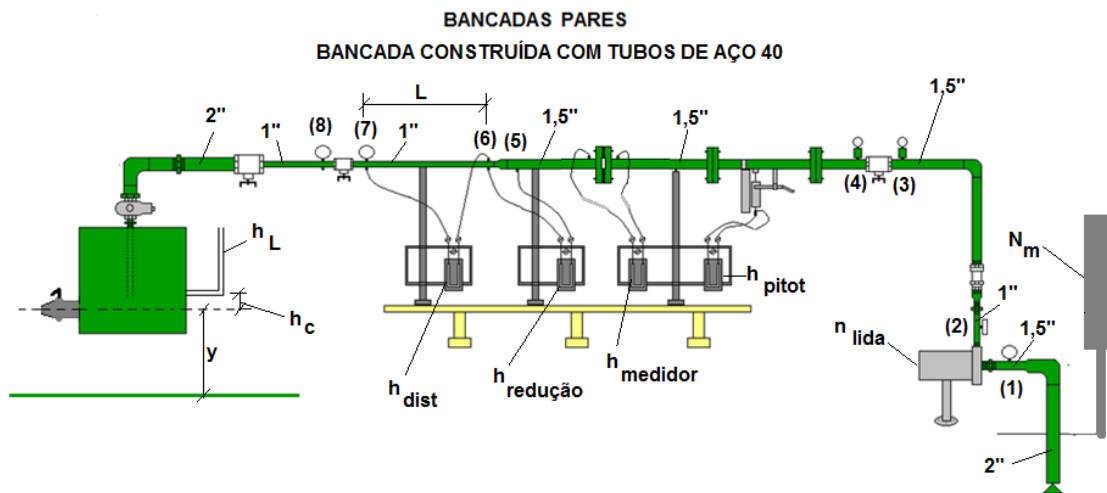 BANCADAS PARES
BANCADA CONSTRUÍDA COM TUBOS DE AÇO 40
L
1,5"
2"
(8)
(7)
(6)
(5)
1,5"
1,5"
1"
1"
(4)
(3)
h L
N m
h pitot
h c
1"
(2)
1,5"
n lida
y
h medidor
h redução
h dist
(1)
2"